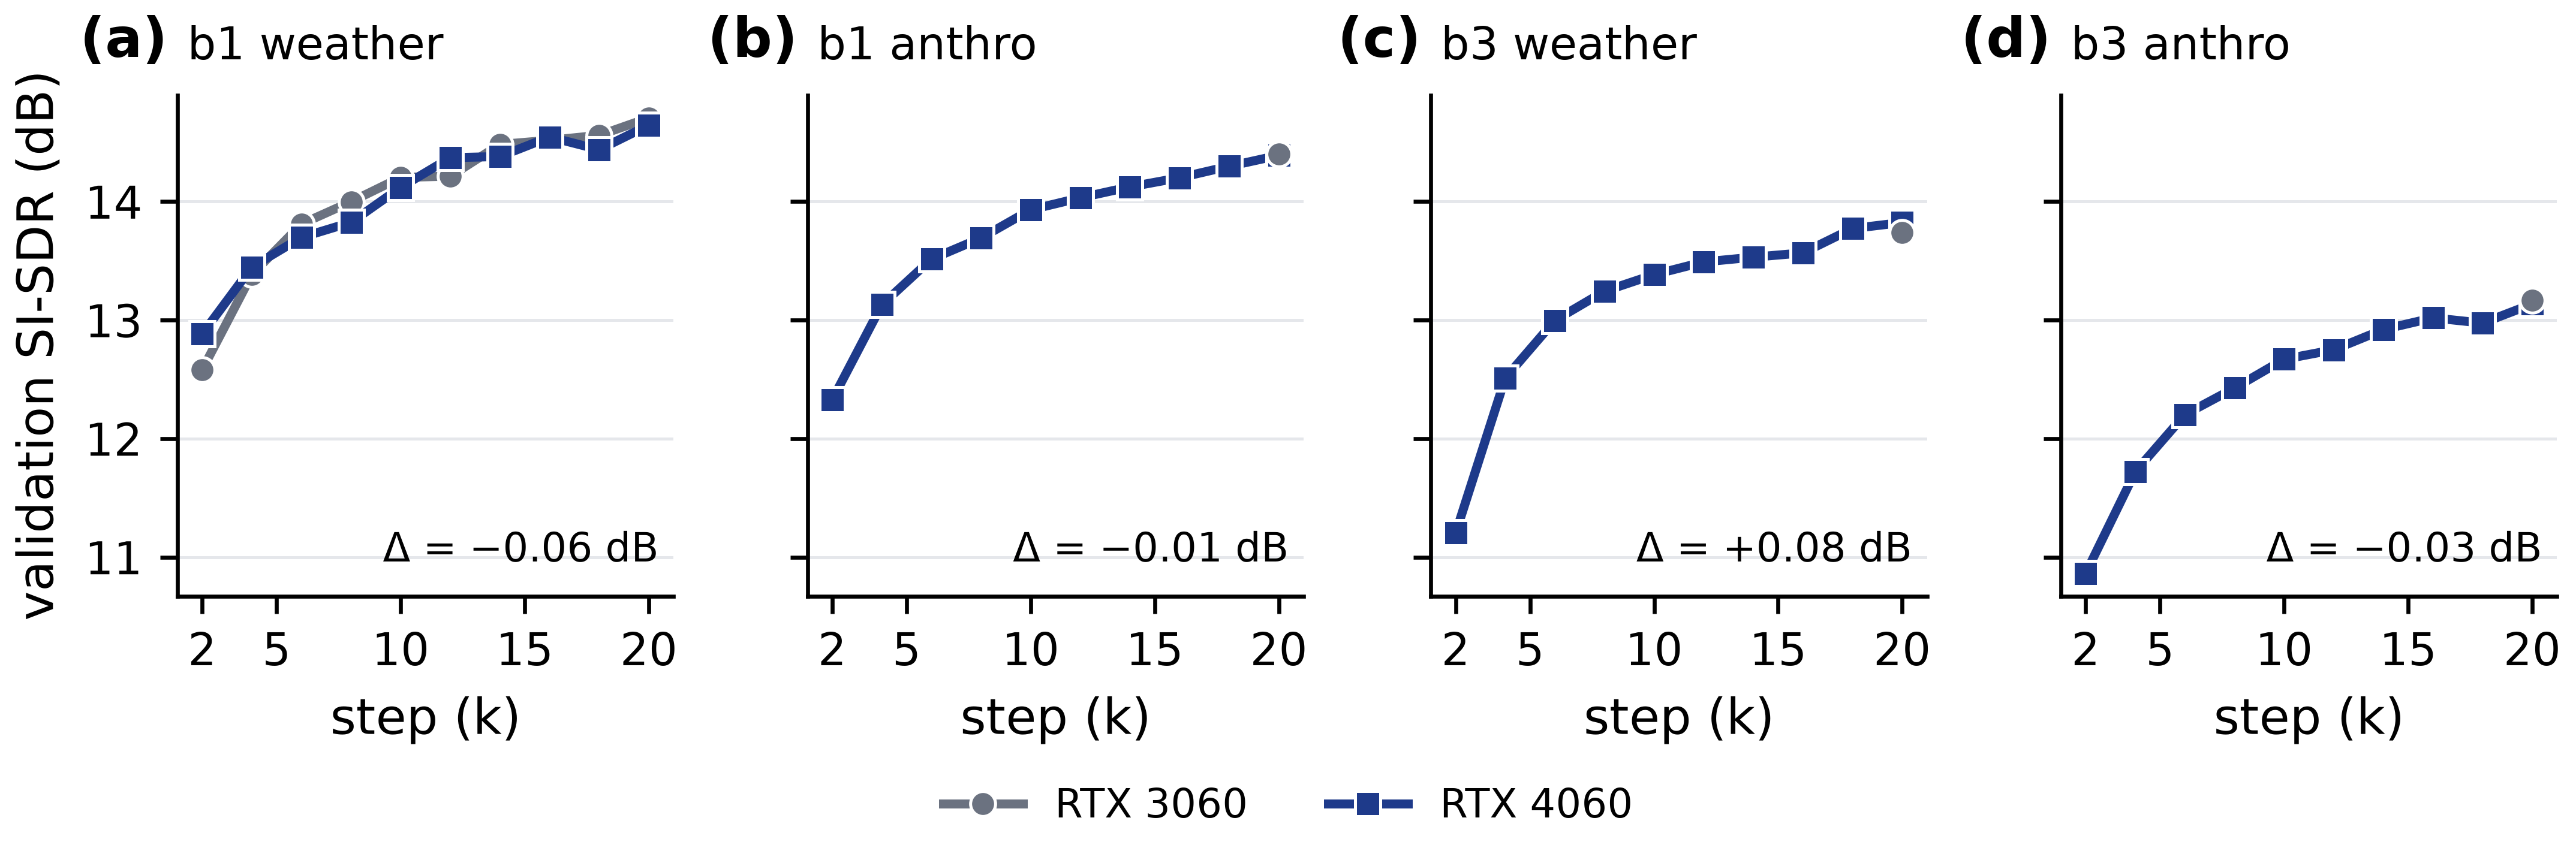 (a) b1 weather
(b) b1 anthro
(c) b3 weather
(d) b3 anthro
validation SI-SDR (dB)
14
13
12
11
Δ = −0.06 dB
Δ = −0.01 dB
Δ = +0.08 dB
Δ = −0.03 dB
2 5 10 15 20
2 5 10 15 20
2 5 10 15 20
2 5 10 15 20
step (k)
step (k)
step (k)
step (k)
RTX 3060
RTX 4060